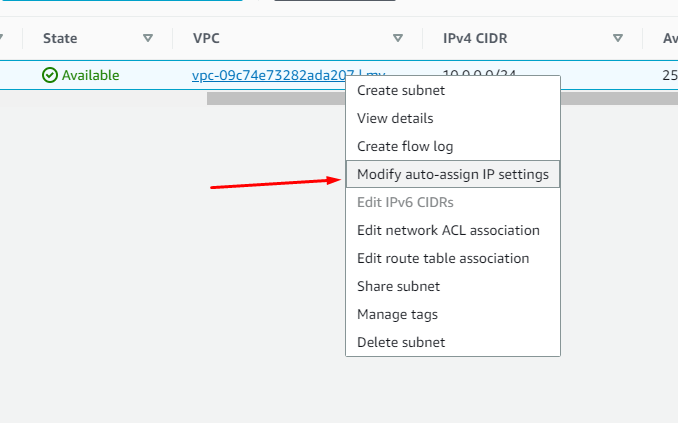 State VPC IPv4 CIDR Av
Available vpc-09c74e73282ada207 | my 10.0.0.0/24 25
Create subnet
View details
Create flow log
Modify auto-assign IP settings
Edit IPv6 CIDRs
Edit network ACL association
Edit route table association
Share subnet
Manage tags
Delete subnet